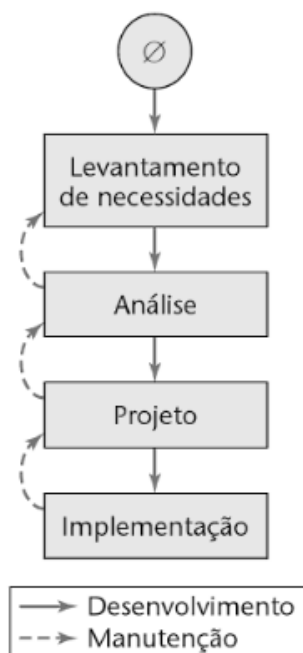 ∅
Levantamento
de necessidades
Análise
Projeto
Implementação
Desenvolvimento
Manutenção